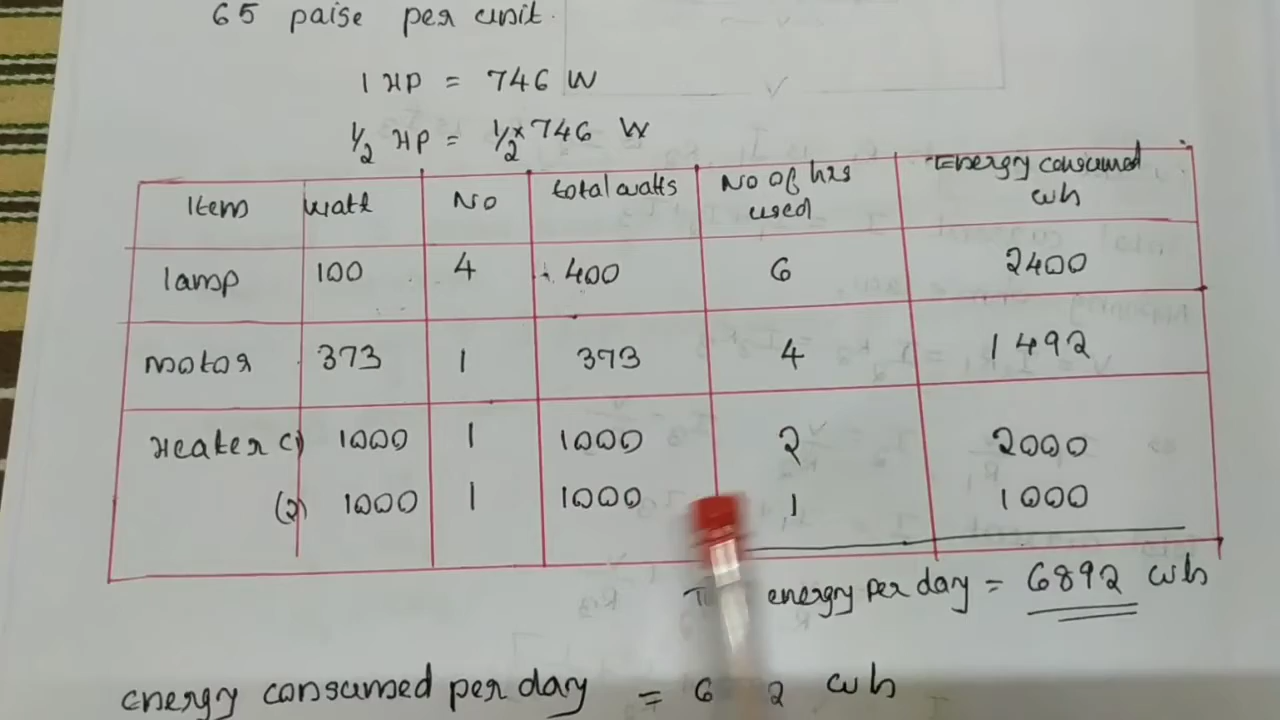 65 paise per unit.
1 HP = 746 W
1/2 HP = 1/2 x 746 W
Item watt No total watts No Of hrs used Energy consumed wh
lamp 100 4 400 6 2400
motor 373 1 373 4 1492
Heater (1) 1000 1 1000 2 2000
(2) 1000 1 1000 1 1000
energy per day = 6892 wh
energy consumed per day = 6 2 wh